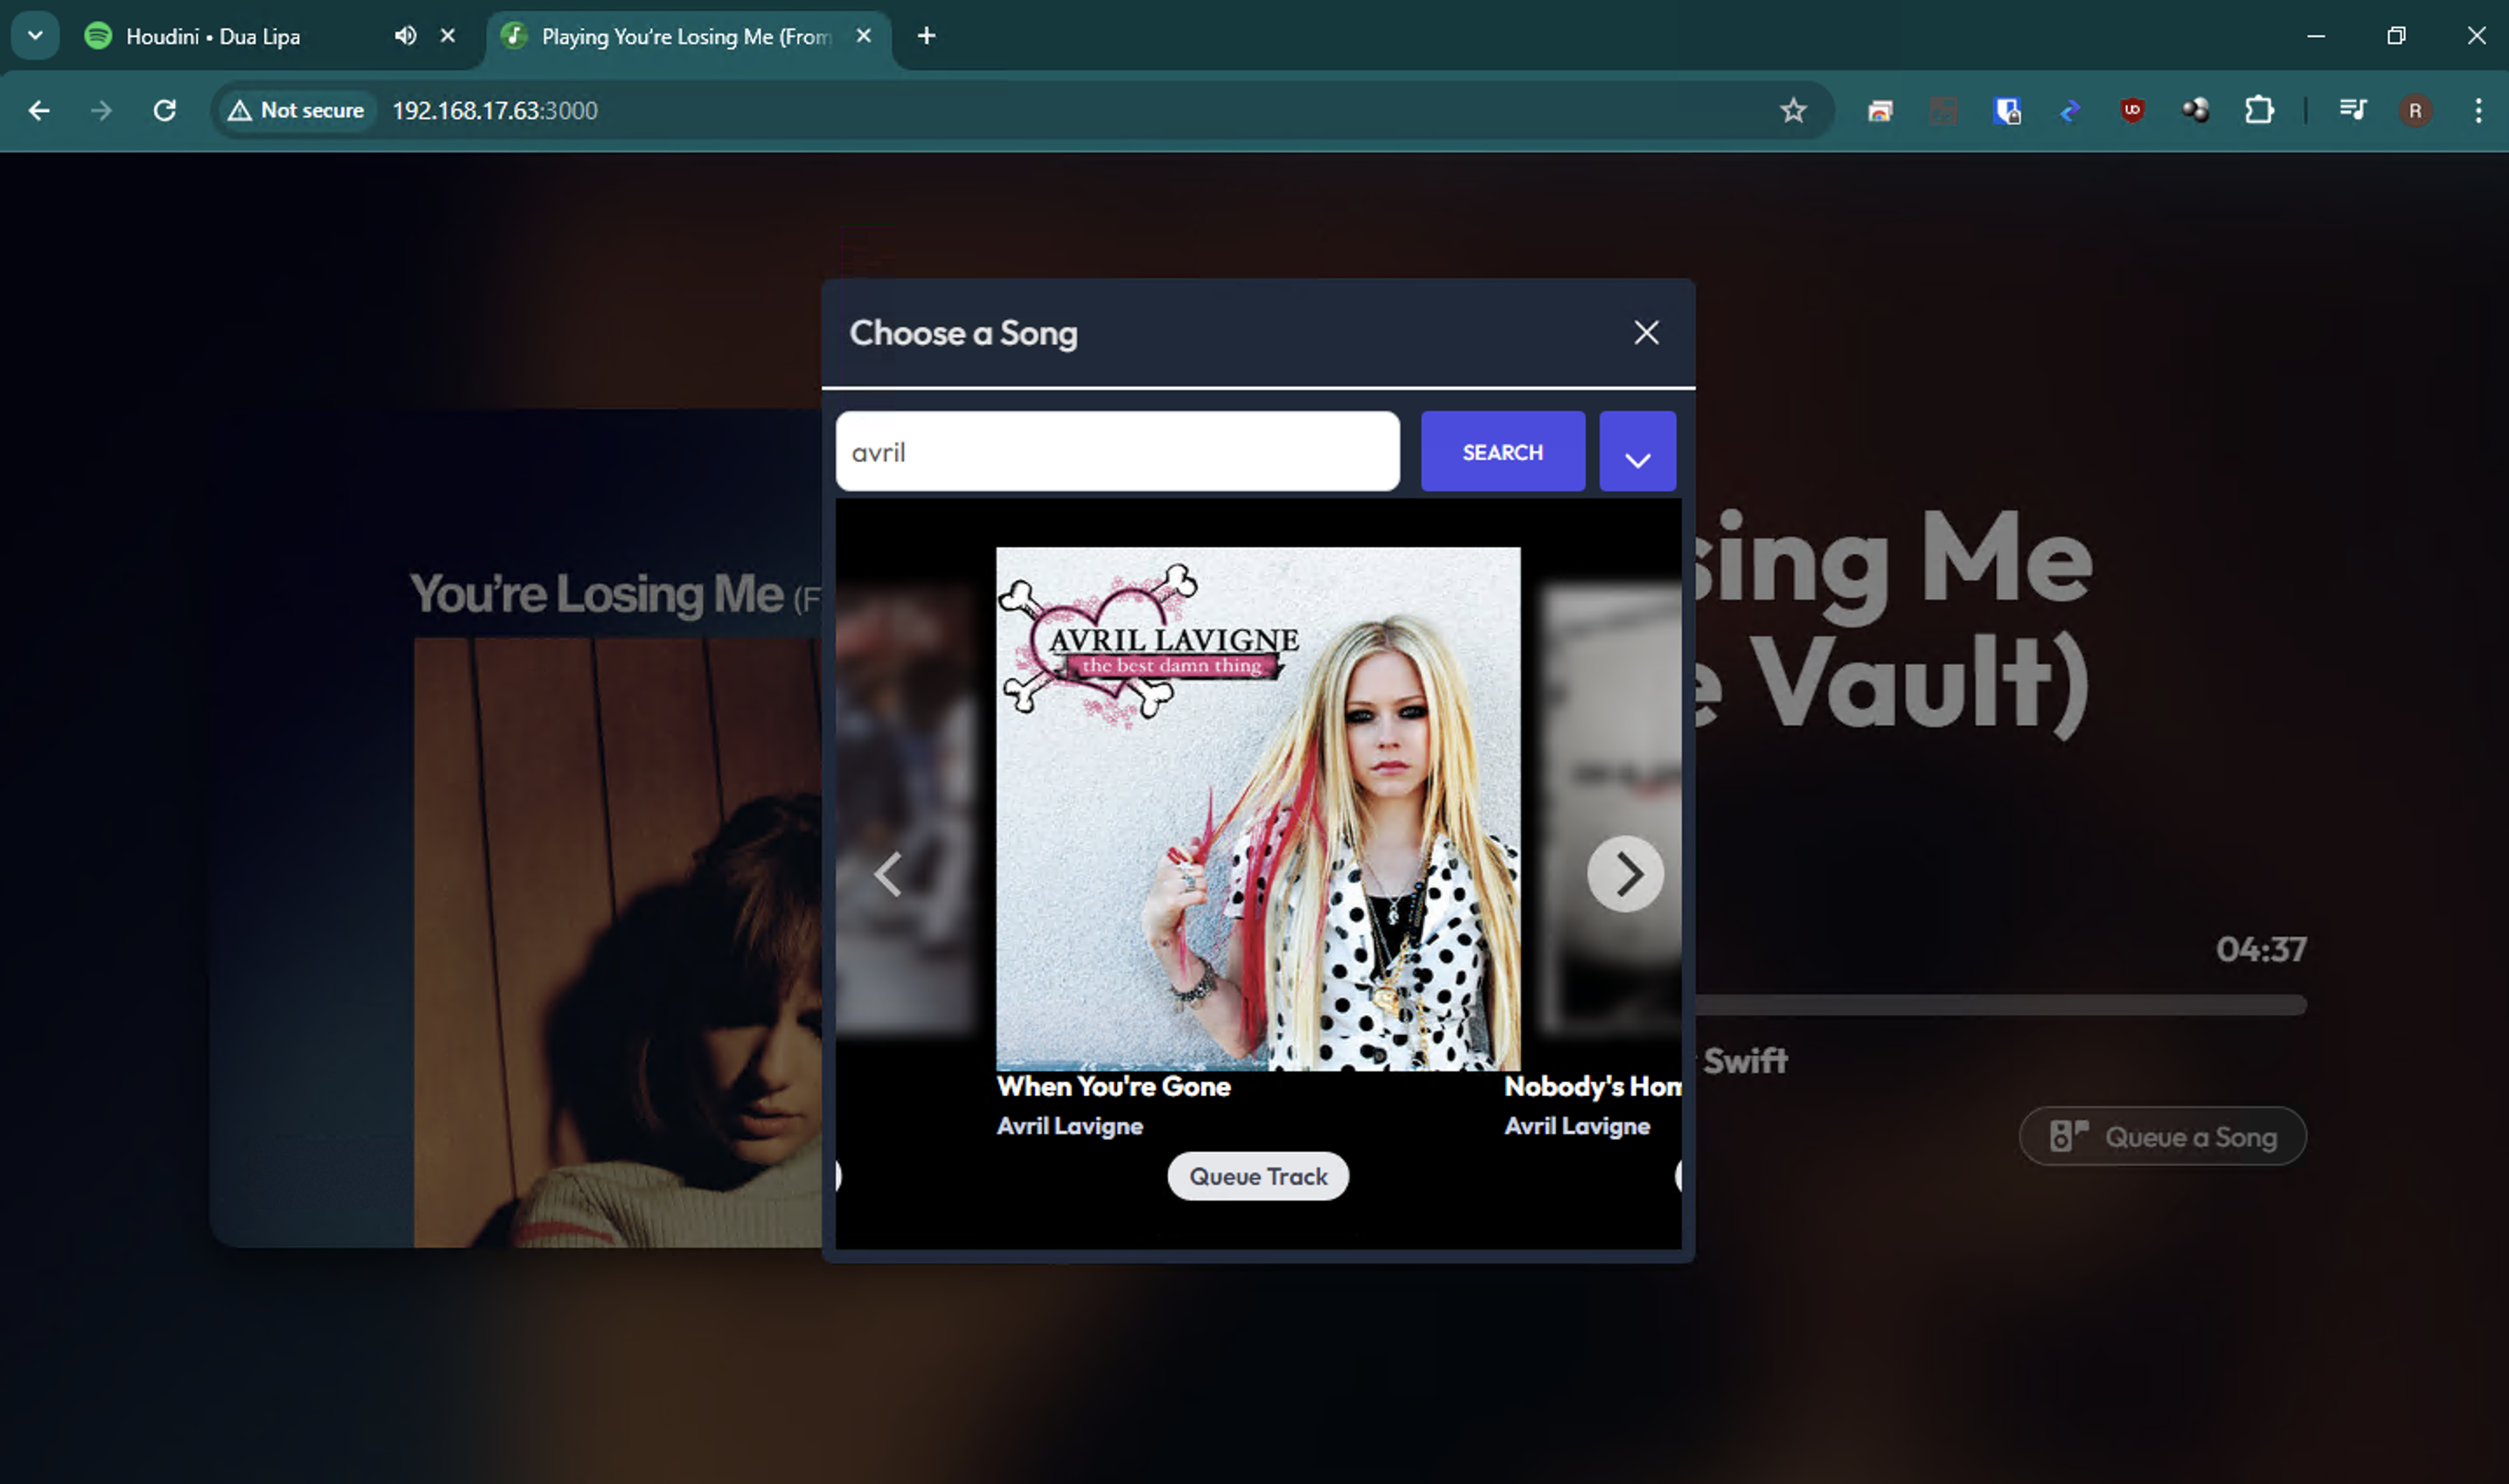 Houdini • Dua Lipa
Playing You're Losing Me (From
Not secure
192.168.17.63:3000
R
Choose a Song
avril
SEARCH
You're Losing Me (F
sing Me
e Vault)
AVRIL LAVIGNE
the best damn thing
04:37
Swift
When You're Gone
Avril Lavigne
Nobody's Hom
Avril Lavigne
Queue Track
Queue a Song